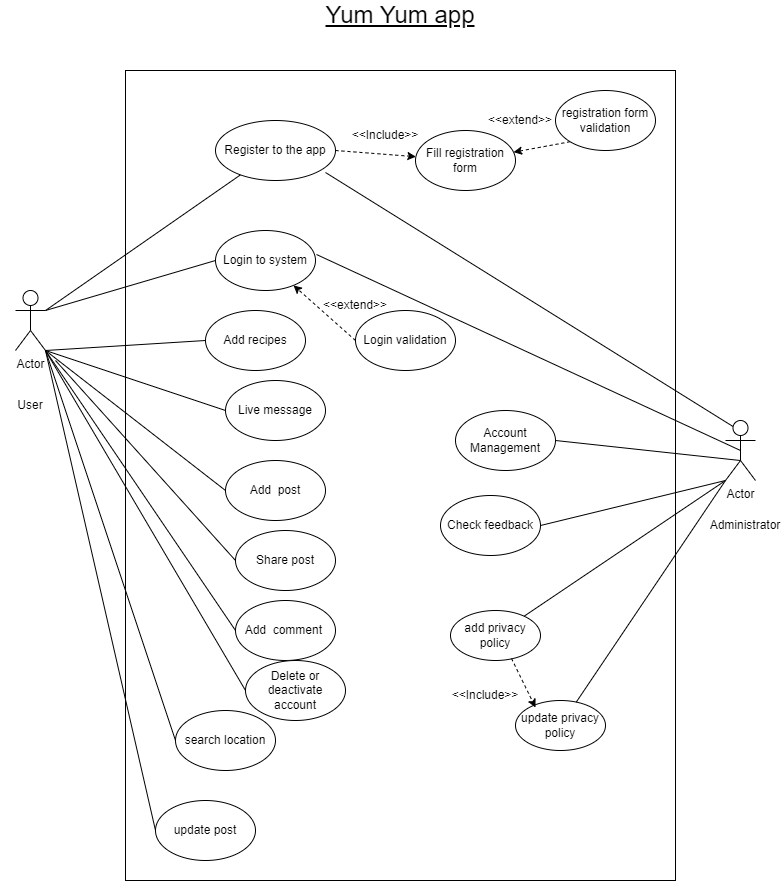 Yum Yum app
registration form
validation
<<extend>>
<<Include>>
Register to the app
Fill registration
form
Login to system
<<extend>>
Login validation
Add recipes
Actor
User
Live message
Account
Management
Add  post
Actor
Check feedback
Administrator
Share post
Add  comment
add privacy
policy
Delete or
deactivate
account
<<Include>>
update privacy
policy
search location
update post